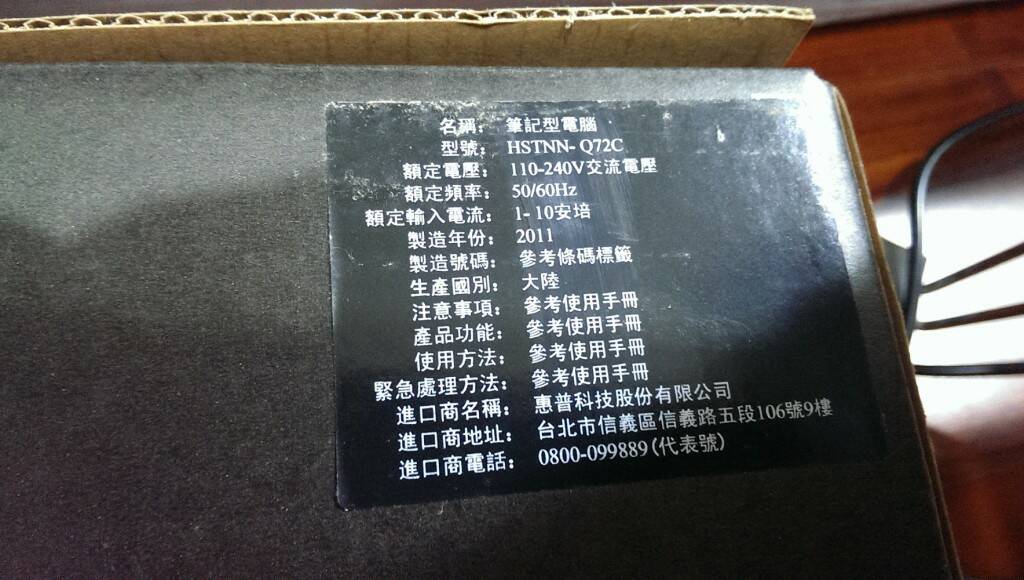 名稱：筆記型電腦
型號：HSTNN- Q72C
額定電壓：110-240V交流電壓
額定頻率：50/60Hz
額定輸入電流：1- 10安培
製造年份：2011
製造號碼：參考條碼標籤
生產國別：大陸
注意事項：參考使用手冊
產品功能：參考使用手冊
使用方法：參考使用手冊
緊急處理方法：參考使用手冊
進口商名稱：惠普科技股份有限公司
進口商地址：台北市信義區信義路五段106號9樓
進口商電話：0800-099889(代表號)